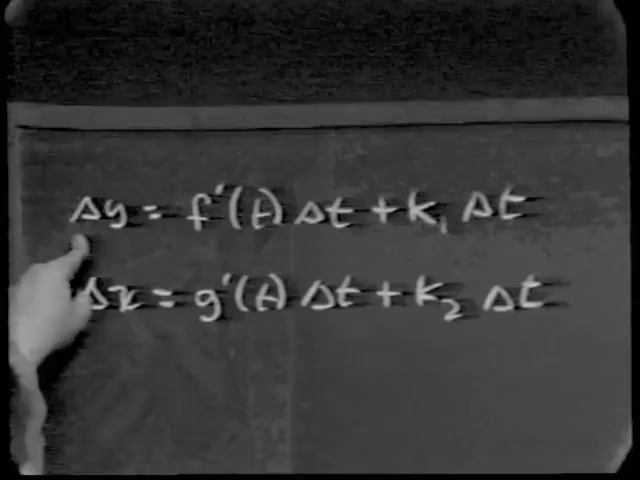 Δy = f'(t) Δt + k₁ Δt
Δx = g'(t) Δt + k₂ Δt